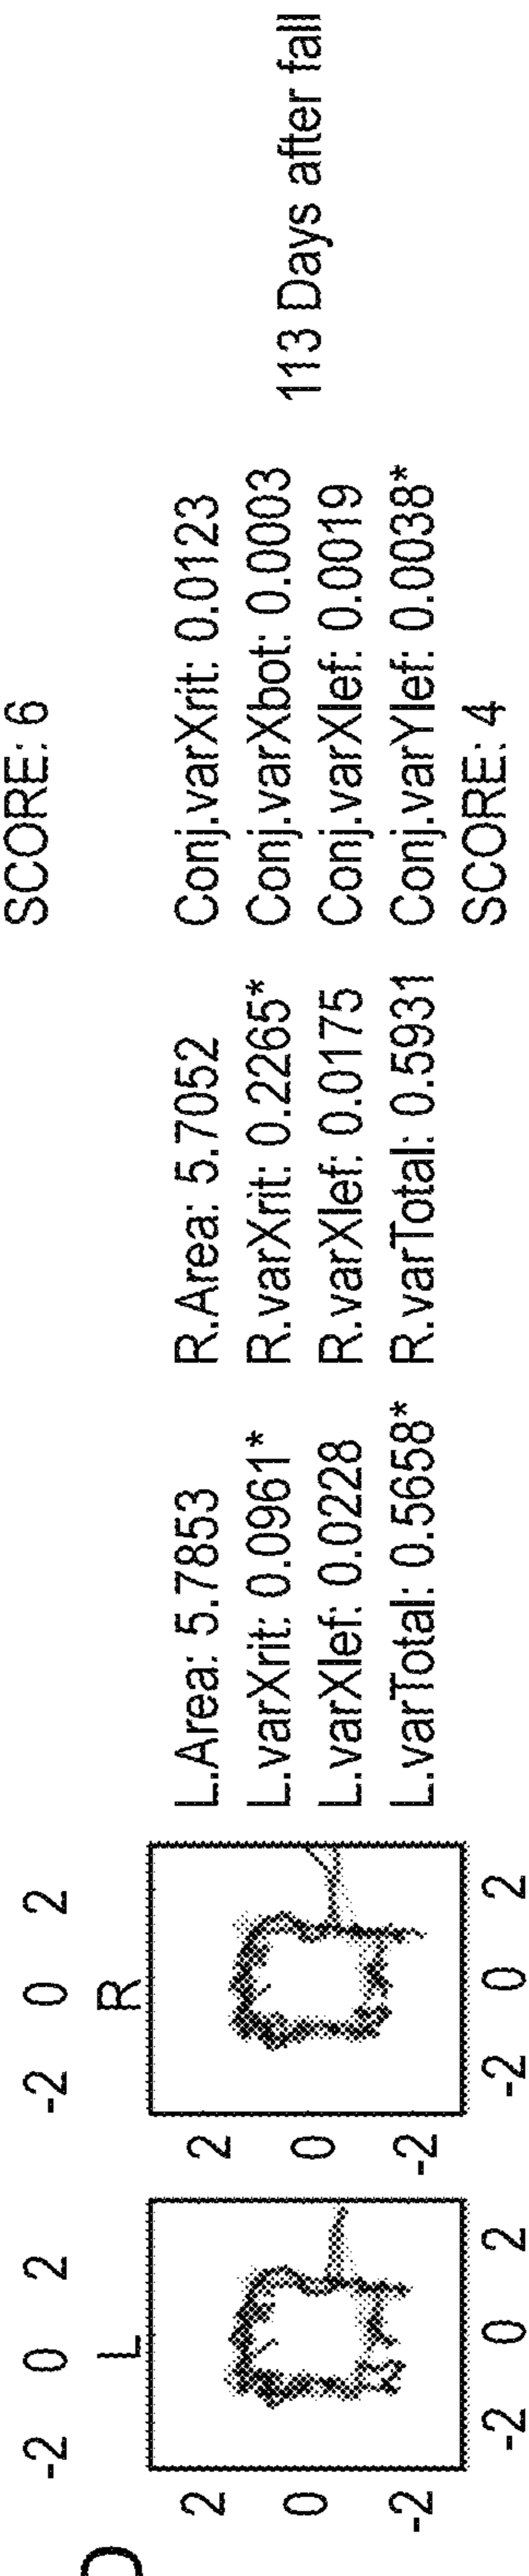 SCORE: 6
-2 0 2
-2 0 2
D
L
R
2
0
-2
2
0
-2
-2 0 2
-2 0 2
L.Area: 5.7853
L.varXrit: 0.0961*
L.varXlef: 0.0228
L.varTotal: 0.5658*
R.Area: 5.7052
R.varXrit: 0.2265*
R.varXlef: 0.0175
R.varTotal: 0.5931
Conj.varXrit: 0.0123
Conj.varXbot: 0.0003
Conj.varXlef: 0.0019
Conj.varYlef: 0.0038*
SCORE: 4
113 Days after fall